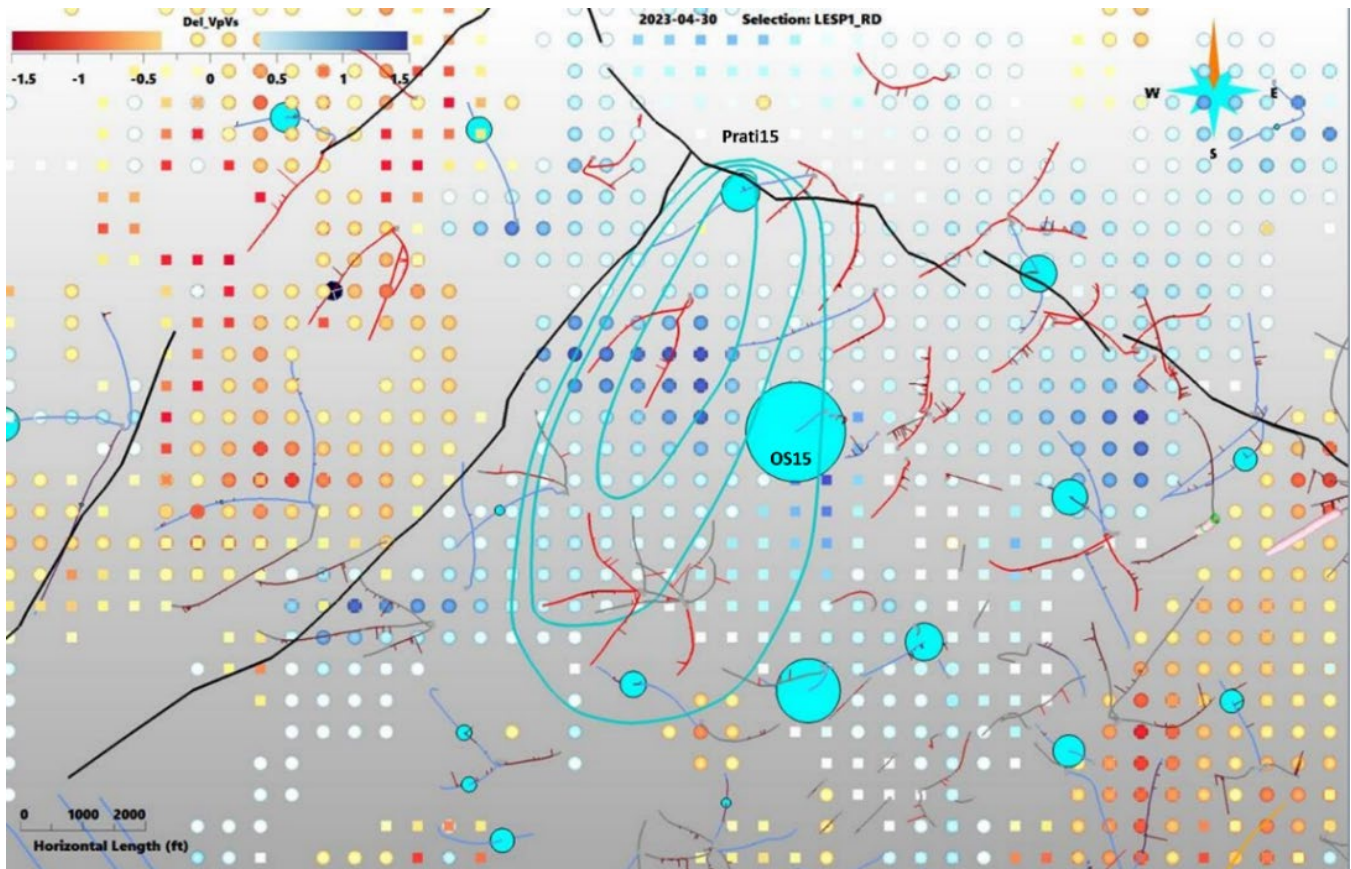 Del_VpVs
-1.5 -1 -0.5 0 0.5 1 1.5
2023-04-30 Selection: LESP1_RD
W E
S
Prati15
OS15
0 1000 2000
Horizontal Length (ft)